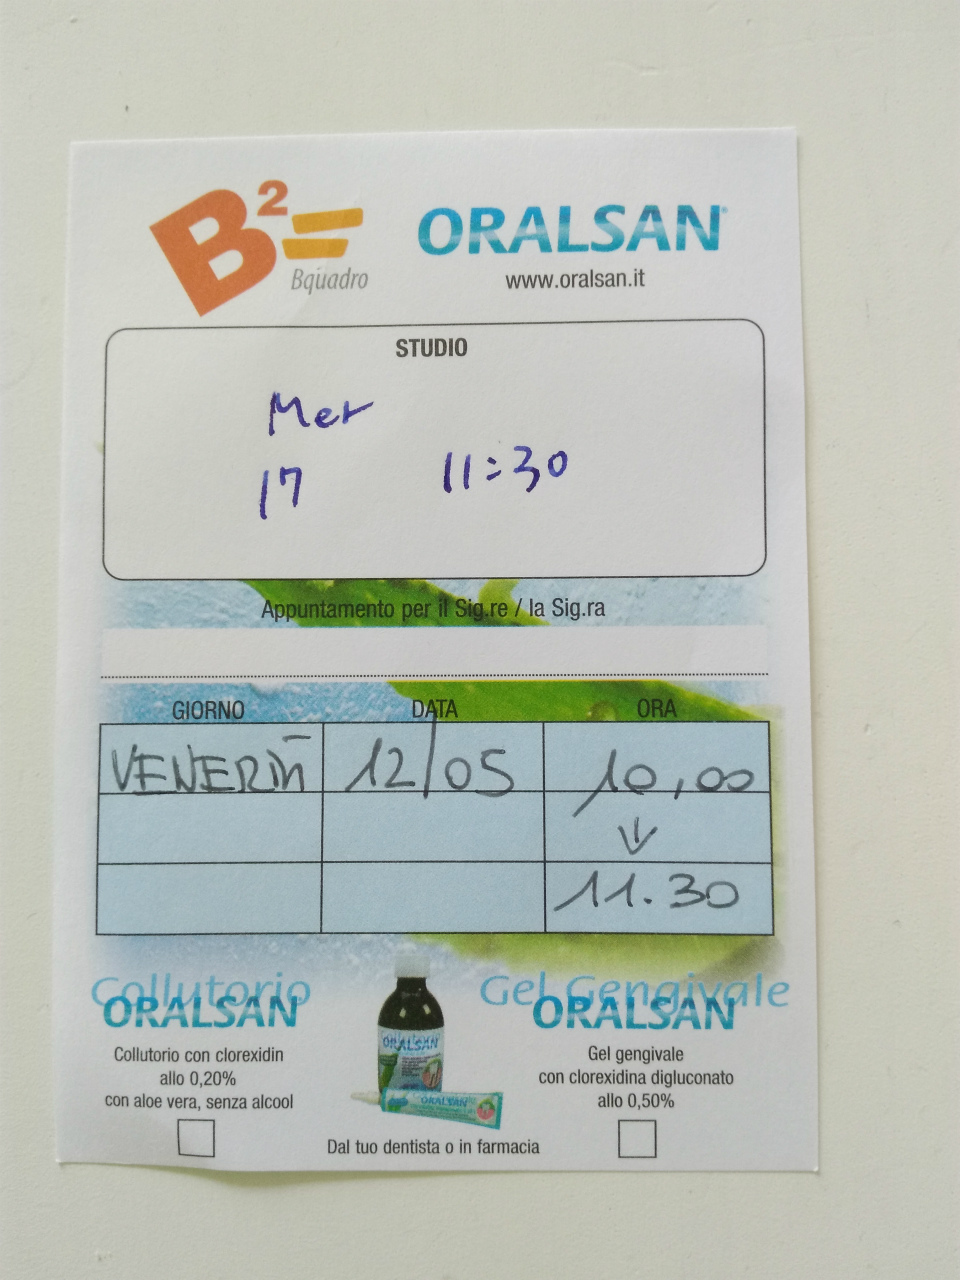 B²=
Bquadro
ORALSAN
www.oralsan.it
STUDIO
Mer
17 11:30
Appuntamento per il Sig.re / la Sig.ra
GIORNO DATA ORA
VENERDÌ 12/05 10,00
↓
11.30
Collutorio
ORALSAN
Collutorio con clorexidin
allo 0,20%
con aloe vera, senza alcool
ORALSAN
ORALSAN
Dal tuo dentista o in farmacia
Gel Gengivale
ORALSAN
Gel gengivale
con clorexidina digluconato
allo 0,50%